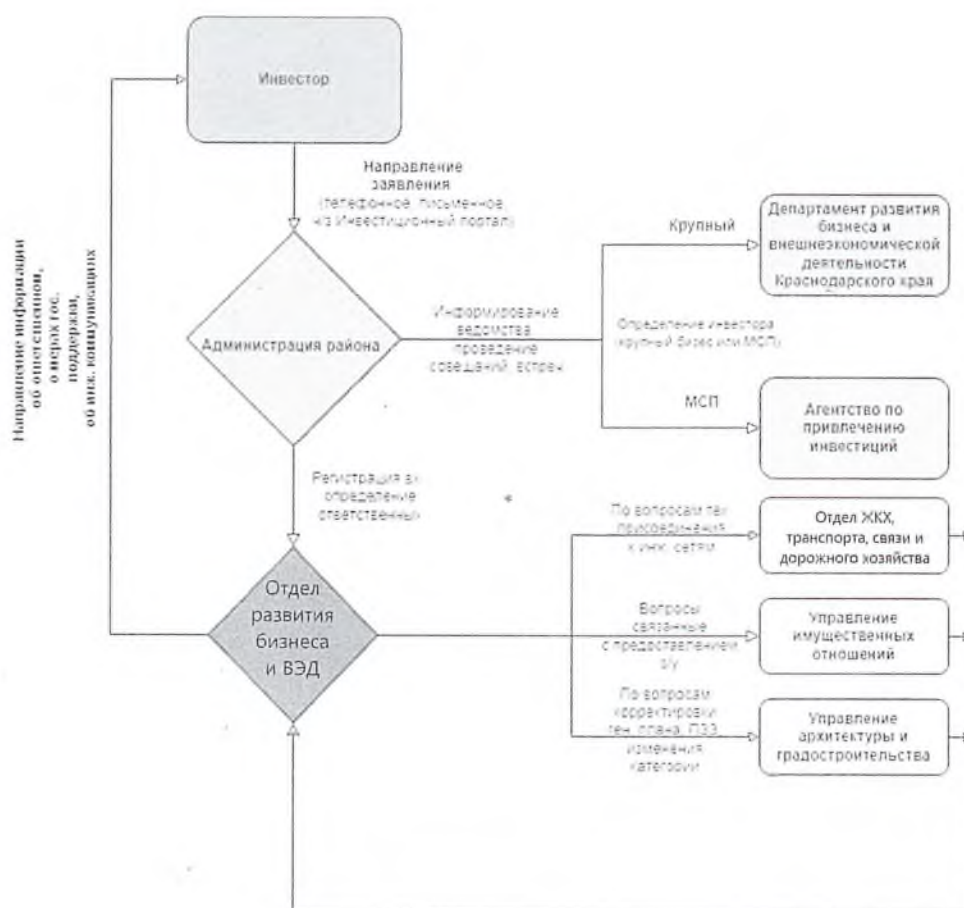 Инвестор
Направление
заявления
(телефонное, письменное,
ч/з Инвестиционный портал)
Направление информации
об ответственном,
о мерах гос.
поддержки,
об инж. коммуникациях
Администрация района
Информирование
ведомства
проведение
совещаний, встреч
Крупный
Департамент развития
бизнеса и
внешнеэкономической
деятельности
Краснодарского края
Определение инвестора
(крупный бизнес или МСП)
МСП
Агентство по
привлечению
инвестиций
Регистрация вх
определение
ответственных
Отдел
развития
бизнеса
и ВЭД
По вопросам тех
присоединения
к инж. сетям
Отдел ЖКХ,
транспорта, связи и
дорожного хозяйства
Вопросы
связанные
с предоставлением
з/у
Управление
имущественных
отношений
По вопросам
корректировки
ген. плана, ПЗЗ
изменения
категории
Управление
архитектуры и
градостроительства